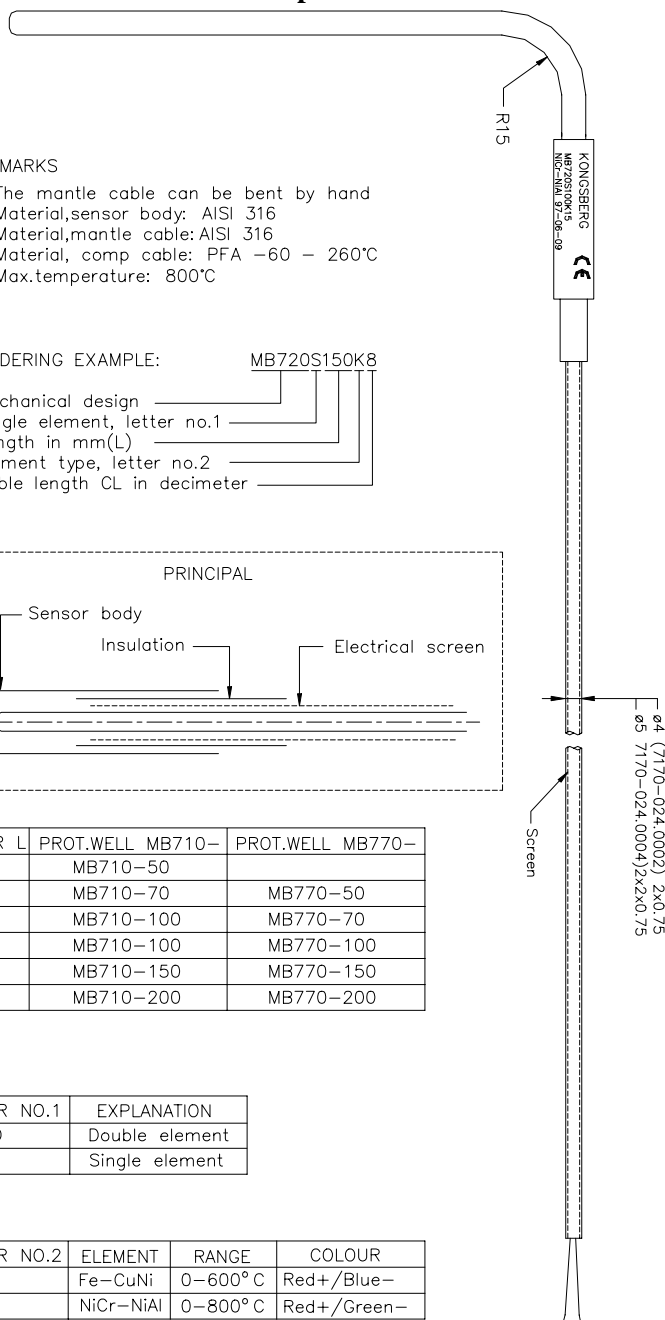 R15
KONGSBERG
MB720S100K15
NiCr-NiAl 97-06-09
CE
MARKS
The mantle cable can be bent by hand
Material,sensor body: AISI 316
Material,mantle cable: AISI 316
Material, comp cable: PFA -60 - 260°C
Max.temperature: 800°C
DERING EXAMPLE: MB720S150K8
chanical design
gle element, letter no.1
ngth in mm(L)
ment type, letter no.2
ble length CL in decimeter
PRINCIPAL
Sensor body
Insulation
Electrical screen
ø4 (7170-024.0002) 2x0.75
ø5 7170-024.0004)2x2x0.75
Screen
R L PROT.WELL MB710- PROT.WELL MB770-
MB710-50
MB710-70 MB770-50
MB710-100 MB770-70
MB710-100 MB770-100
MB710-150 MB770-150
MB710-200 MB770-200
R NO.1 EXPLANATION
Double element
Single element
R NO.2 ELEMENT RANGE COLOUR
Fe-CuNi 0-600°C Red+/Blue-
NiCr-NiAl 0-800°C Red+/Green-